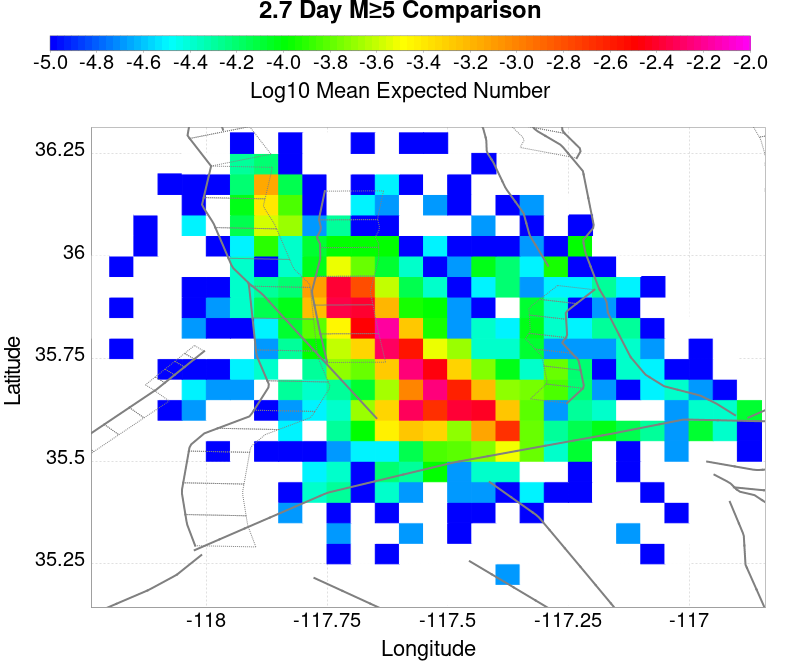 2.7 Day M≥5 Comparison
-5.0 -4.8 -4.6 -4.4 -4.2 -4.0 -3.8 -3.6 -3.4 -3.2 -3.0 -2.8 -2.6 -2.4 -2.2 -2.0
Log10 Mean Expected Number
36.25
36
35.75
35.5
35.25
Latitude
-118 -117.75 -117.5 -117.25 -117
Longitude